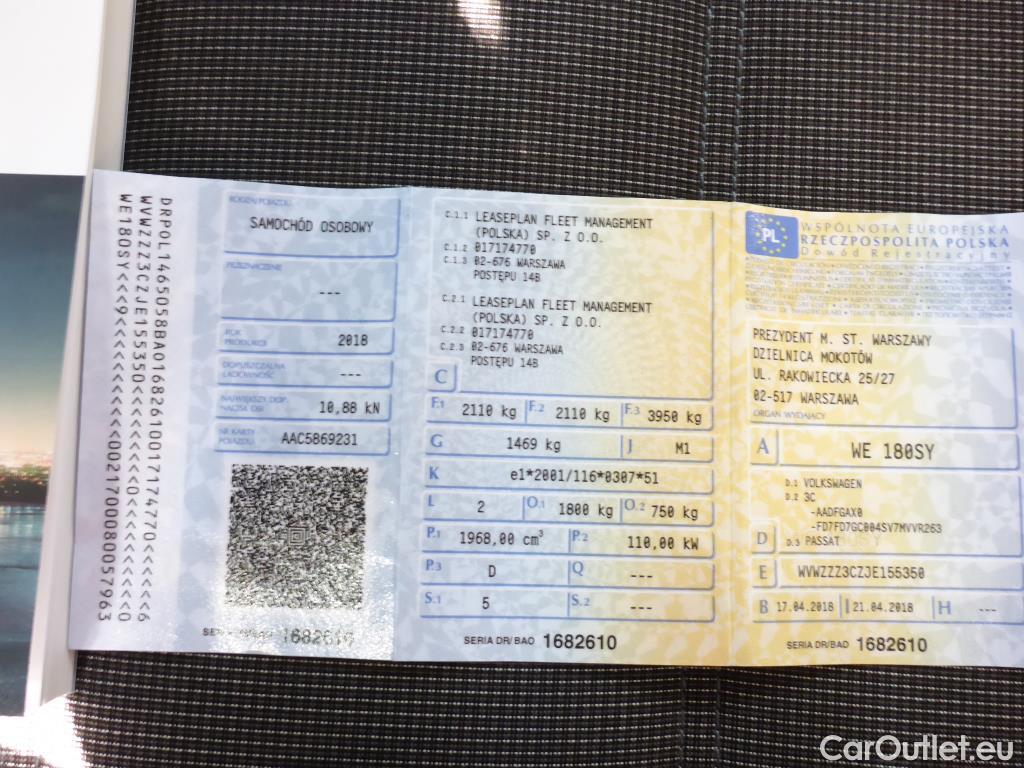 RODZAJ POJAZDU
SAMOCHÓD OSOBOWY
PRZEZNACZENIE
---
ROK PRODUKCJI
2018
DOPUSZCZALNA ŁADOWNOŚĆ
---
NAJWIĘKSZY DOP. NACISK OSI
10,88 kN
NR KARTY POJAZDU
AAC5869231
1682610
C.1.1 LEASEPLAN FLEET MANAGEMENT
(POLSKA) SP. Z O.O.
C.1.2 017174770
C.1.3 02-676 WARSZAWA
POSTĘPU 14B
C.2.1 LEASEPLAN FLEET MANAGEMENT
(POLSKA) SP. Z O.O.
C.2.2 017174770
C.2.3 02-676 WARSZAWA
POSTĘPU 14B
C
F.1 2110 kg F.2 2110 kg F.3 3950 kg
G 1469 kg J M1
K e1*2001/116*0307*51
L 2 O.1 1800 kg O.2 750 kg
P.1 1968,00 cm³ P.2 110,00 kW
P.3 D Q ---
S.1 5 S.2 ---
SERIA DR/BAO 1682610
PL
WSPÓLNOTA EUROPEJSKA
RZECZPOSPOLITA POLSKA
Dowód Rejestracyjny
PREZYDENT M. ST. WARSZAWY
DZIELNICA MOKOTÓW
UL. RAKOWIECKA 25/27
02-517 WARSZAWA
ORGAN WYDAJĄCY
A WE 180SY
D.1 VOLKSWAGEN
D.2 3C
-AADFGAX0
-FD7FD7GC004SV7MVVR263
D D.3 PASSAT
E WVWZZZ3CZJE155350
B 17.04.2018 I 21.04.2018 H ---
SERIA DR/BAO 1682610
CarOutlet.eu